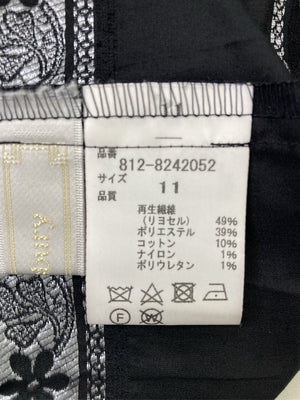 11
品番
812-8242052
サイズ
11
品質
再生繊維
(リヨセル) 49%
ポリエステル 39%
コットン 10%
ナイロン 1%
ポリウレタン 1%
F W